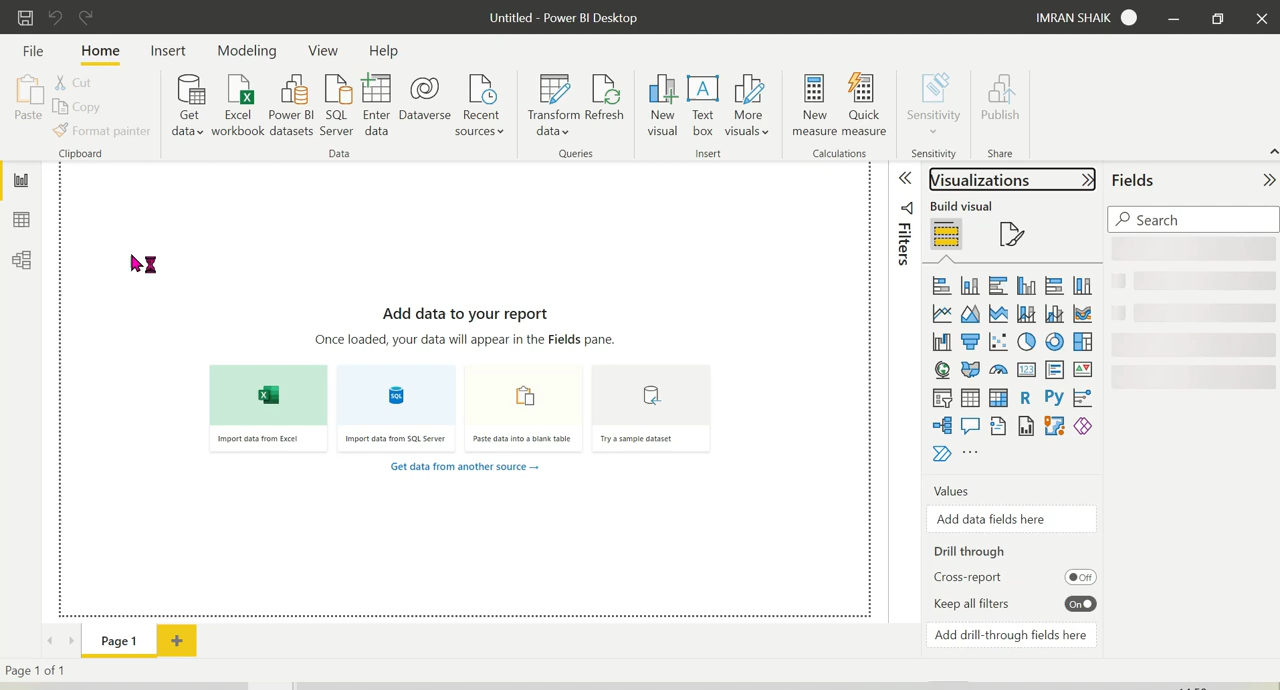 Untitled - Power BI Desktop
IMRAN SHAIK
File Home Insert Modeling View Help
Paste
Cut
Copy
Format painter
Clipboard
Get data
Excel workbook
PowerBI datasets
SQL Server
Enter data
Dataverse
Recent sources
Data
Transform data
Refresh
Queries
New visual
Text box
More visuals
Insert
New measure
Quick measure
Calculations
Sensitivity
Sensitivity
Publish
Share
Add data to your report
Once loaded, your data will appear in the Fields pane.
Import data from Excel
SQL
Import data from SQL Server
Paste data into a blank table
Try a sample dataset
Get data from another source →
Filters
Visualizations
Build visual
123
R
Py
Values
Add data fields here
Drill through
Cross-report
Off
Keep all filters
On
Add drill-through fields here
Fields
Search
Page 1
Page 1 of 1